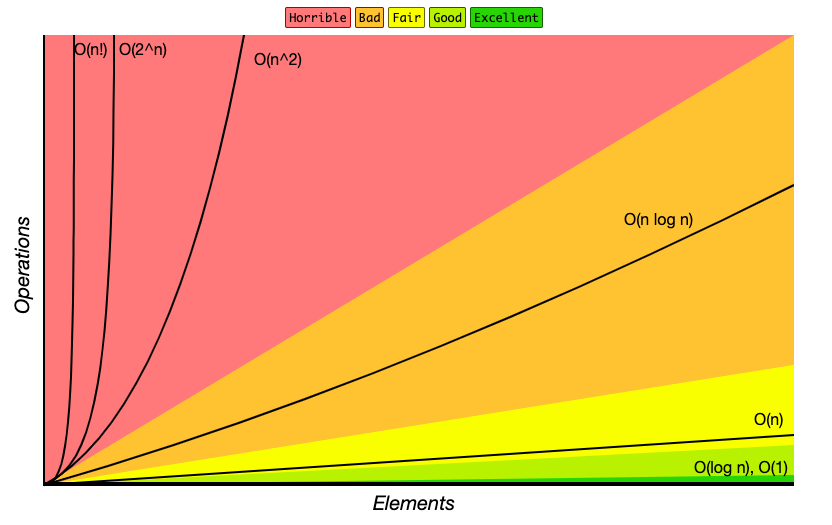 Horrible Bad Fair Good Excellent
O(n!) O(2^n)
O(n^2)
O(n log n)
Operations
O(n)
O(log n), O(1)
Elements